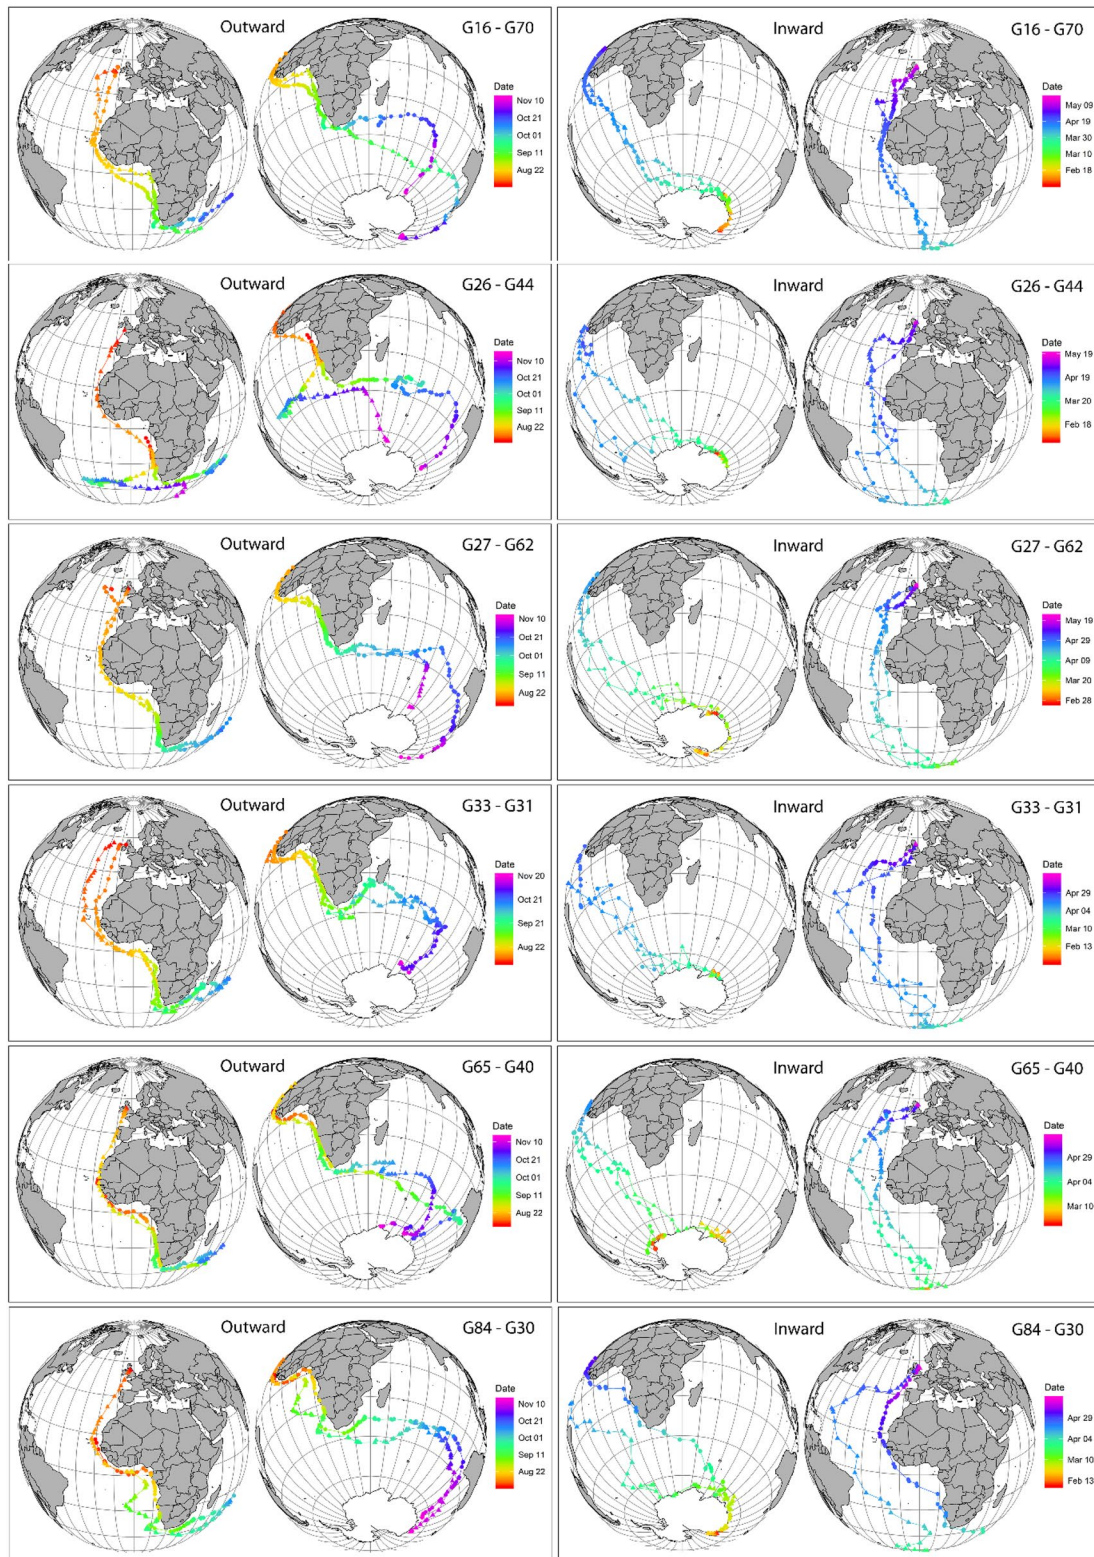 Outward
G16 - G70
Date
Nov 10
Oct 21
Oct 01
Sep 11
Aug 22
Inward
G16 - G70
Date
May 09
Apr 19
Mar 30
Mar 10
Feb 18
Outward
G26 - G44
Date
Nov 10
Oct 21
Oct 01
Sep 11
Aug 22
Inward
G26 - G44
Date
May 19
Apr 19
Mar 20
Feb 18
Outward
G27 - G62
Date
Nov 10
Oct 21
Oct 01
Sep 11
Aug 22
Inward
G27 - G62
Date
May 19
Apr 29
Apr 09
Mar 20
Feb 28
Outward
G33 - G31
Date
Nov 20
Oct 21
Sep 21
Aug 22
Inward
G33 - G31
Date
Apr 29
Apr 04
Mar 10
Feb 13
Outward
G65 - G40
Date
Nov 10
Oct 21
Oct 01
Sep 11
Aug 22
Inward
G65 - G40
Date
Apr 29
Apr 04
Mar 10
Outward
G84 - G30
Date
Nov 10
Oct 21
Oct 01
Sep 11
Aug 22
Inward
G84 - G30
Date
Apr 29
Apr 04
Mar 10
Feb 13